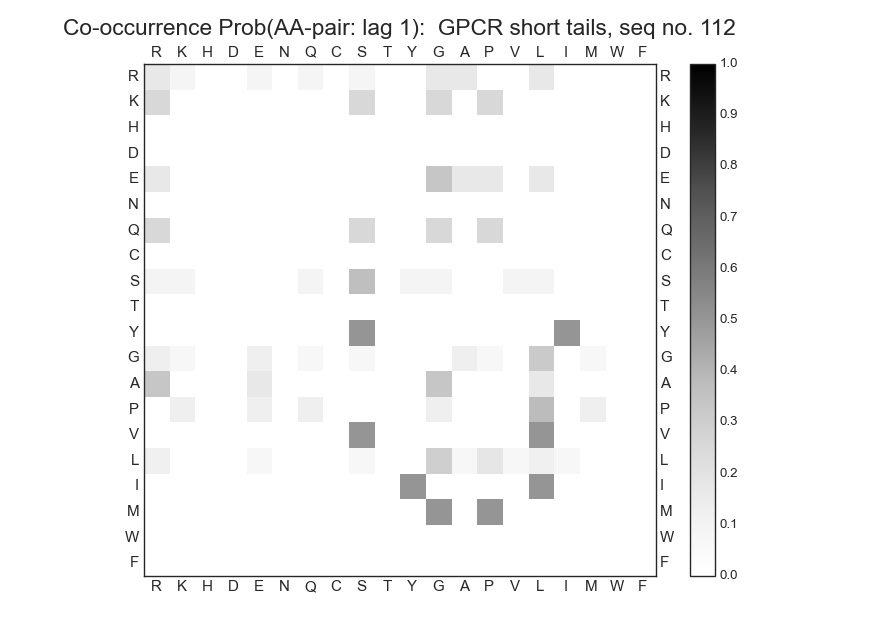 Co-occurrence Prob(AA-pair: lag 1):  GPCR short tails, seq no. 112
R K H D E N Q C S T Y G A P V L I M W F
1.0
R R
0.9
K K
H H
0.8
D D
E E
0.7
N N
Q Q
0.6
C C
S S
0.5
T T
Y Y
0.4
G G
A A
0.3
P P
V V
0.2
L L
I I
0.1
M M
W W
F F
0.0
R K H D E N Q C S T Y G A P V L I M W F